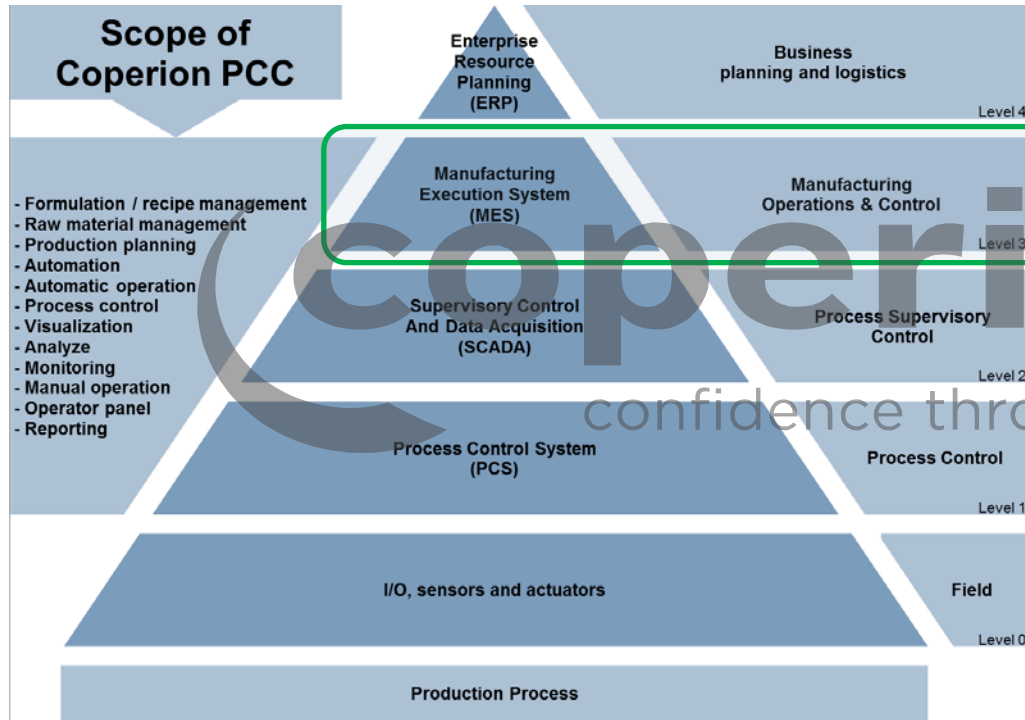 Scope of
Coperion PCC
Enterprise
Resource
Planning
(ERP)
Business
planning and logistics
Level 4
- Formulation / recipe management
- Raw material management
- Production planning
- Automation
- Automatic operation
- Process control
- Visualization
- Analyze
- Monitoring
- Manual operation
- Operator panel
- Reporting
Manufacturing
Execution System
(MES)
Manufacturing
Operations & Control
Level 3
Supervisory Control
And Data Acquisition
(SCADA)
Process Supervisory
Control
Level 2
Process Control System
(PCS)
Process Control
Level 1
I/O, sensors and actuators
Field
Level 0
Production Process
coperi
confidence thro